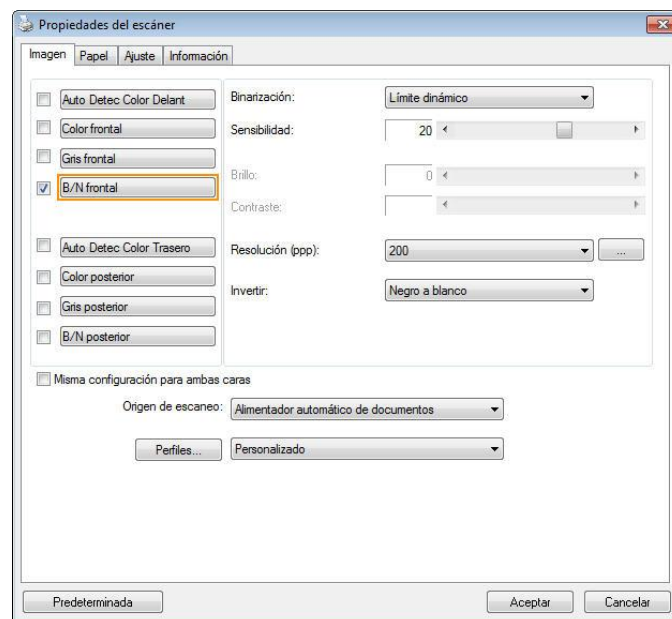 Propiedades del escáner
Imagen Papel Ajuste Información
Auto Detec Color Delant
Color frontal
Gris frontal
B/N frontal
Auto Detec Color Trasero
Color posterior
Gris posterior
B/N posterior
Binarización: Límite dinámico
Sensibilidad: 20
Brillo: 0
Contraste:
Resolución (ppp): 200 ...
Invertir: Negro a blanco
Misma configuración para ambas caras
Origen de escaneo: Alimentador automático de documentos
Perfiles... Personalizado
Predeterminada Aceptar Cancelar